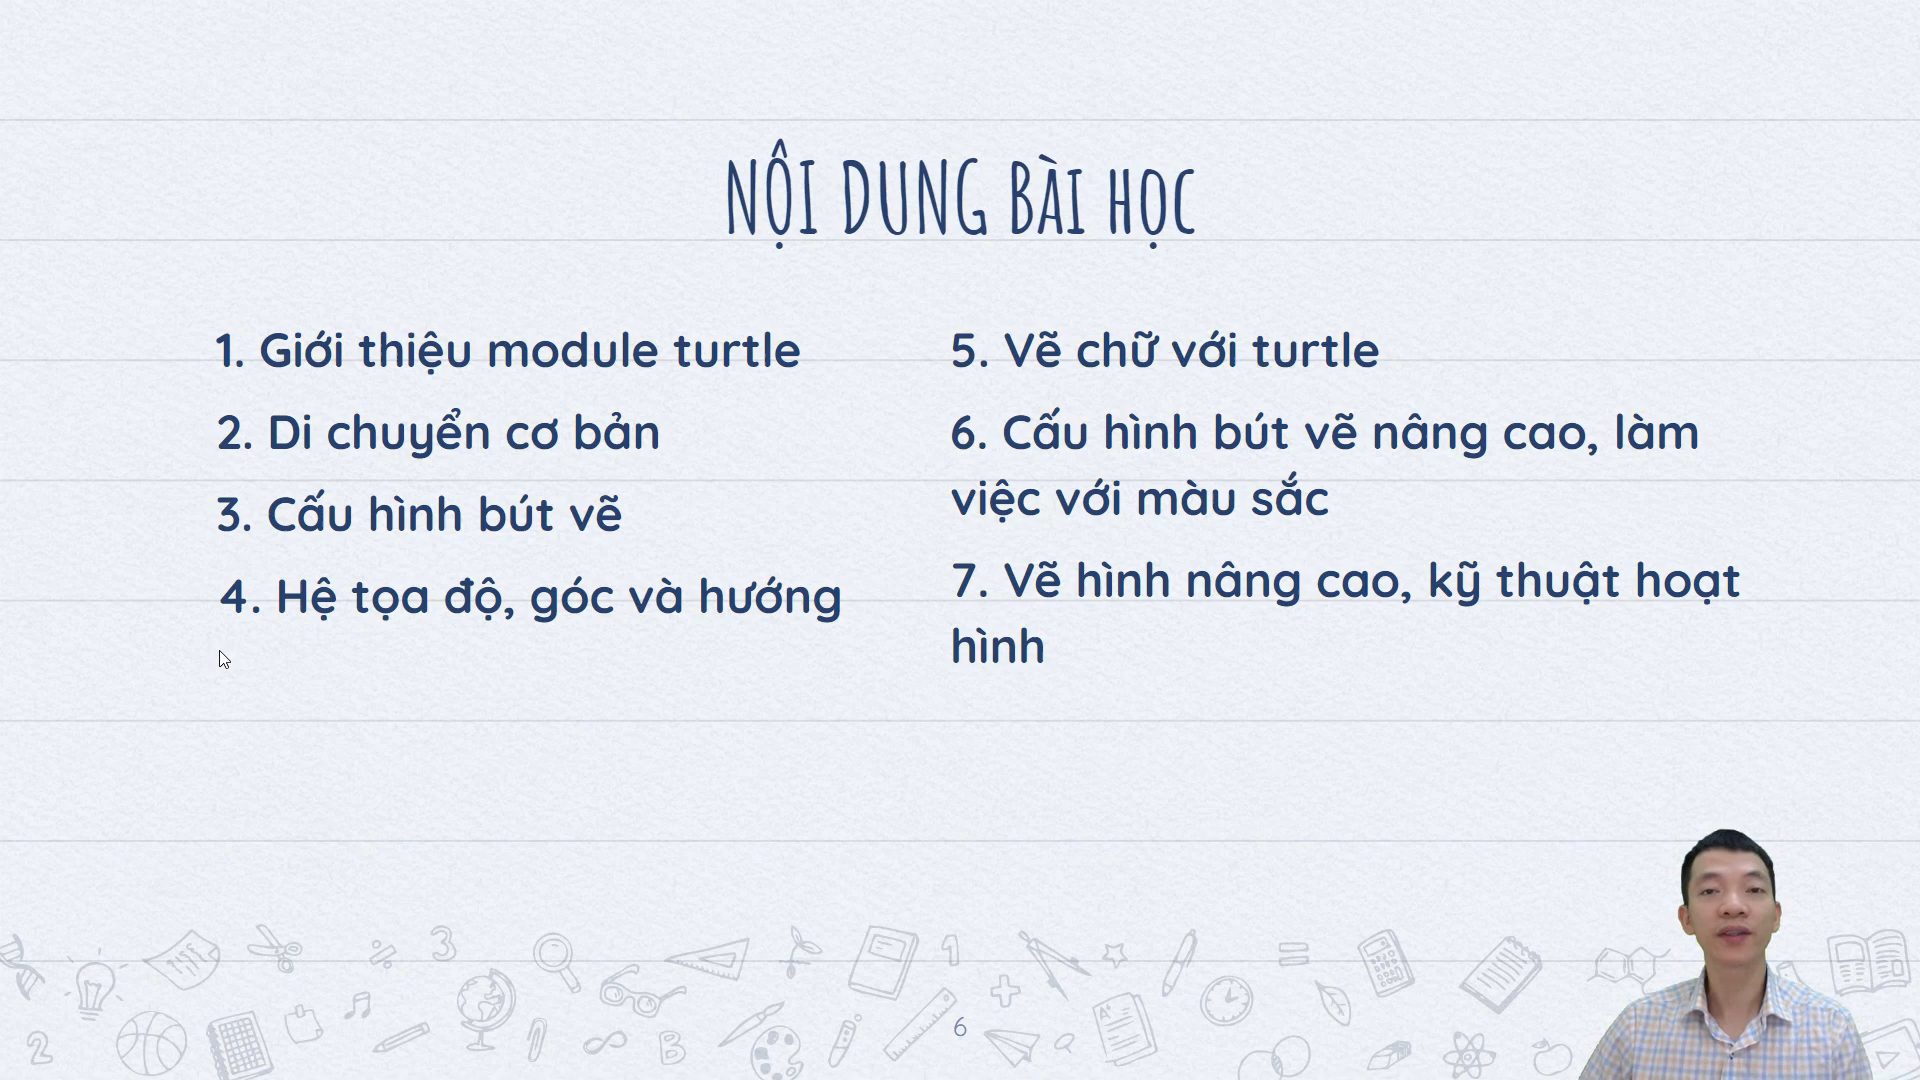 NỘI DUNG BÀI HỌC
1. Giới thiệu module turtle
2. Di chuyển cơ bản
3. Cấu hình bút vẽ
4. Hệ tọa độ, góc và hướng
5. Vẽ chữ với turtle
6. Cấu hình bút vẽ nâng cao, làm
việc với màu sắc
7. Vẽ hình nâng cao, kỹ thuật hoạt
hình
6